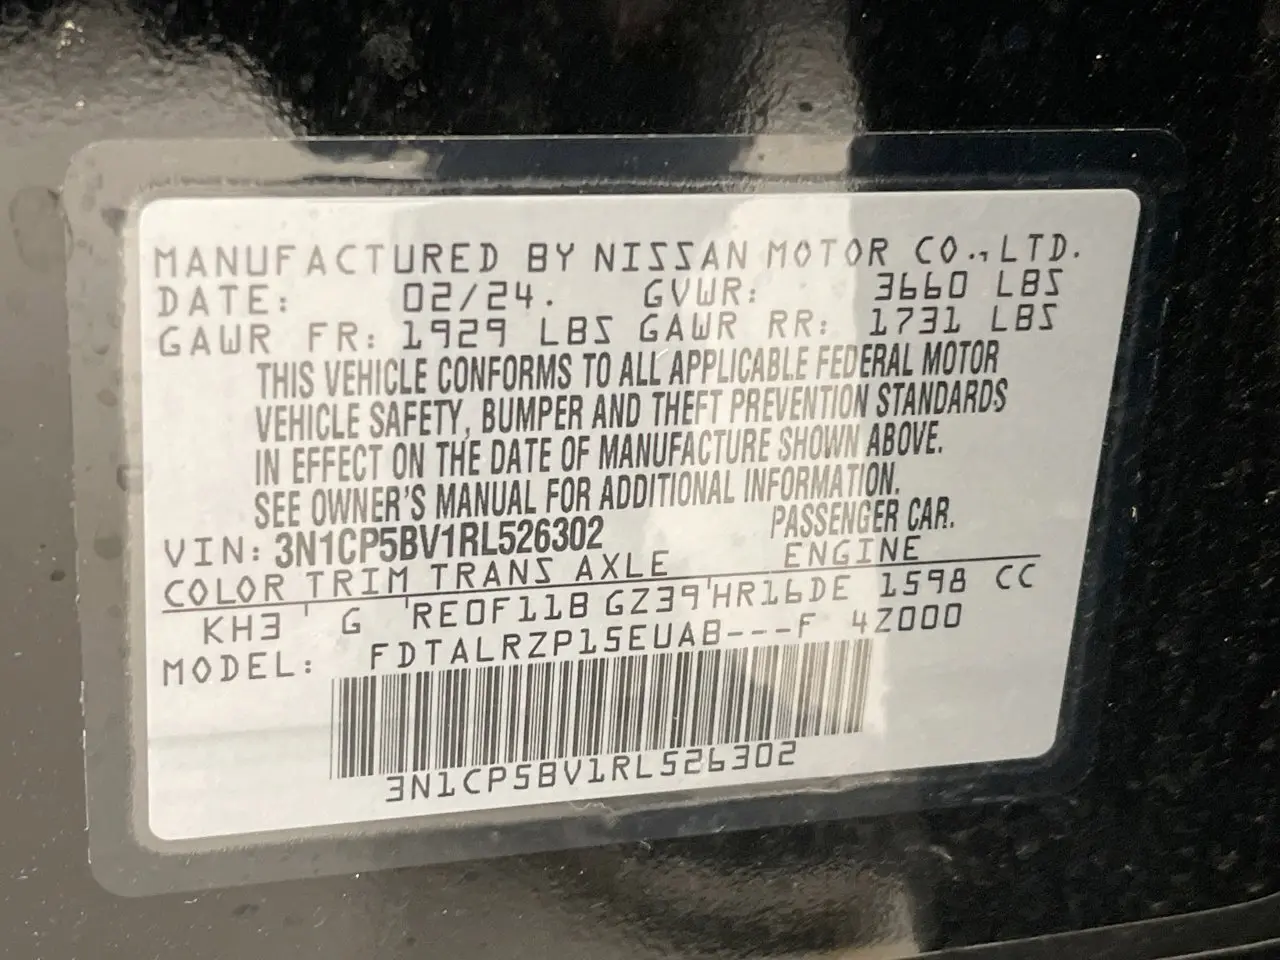 MANUFACTURED BY NISSAN MOTOR CO., LTD.
DATE: 02/24. GVWR: 3660 LBS
GAWR FR: 1929 LBS GAWR RR: 1731 LBS
THIS VEHICLE CONFORMS TO ALL APPLICABLE FEDERAL MOTOR
VEHICLE SAFETY, BUMPER AND THEFT PREVENTION STANDARDS
IN EFFECT ON THE DATE OF MANUFACTURE SHOWN ABOVE.
SEE OWNER'S MANUAL FOR ADDITIONAL INFORMATION.
VIN: 3N1CP5BV1RL526302 PASSENGER CAR.
COLOR TRIM TRANS AXLE ENGINE
KH3 ' G 'RE0F11B GZ39'HR16DE 1598 CC
MODEL: FDTALRZP15EUAB---F 4Z000
3N1CP5BV1RL526302